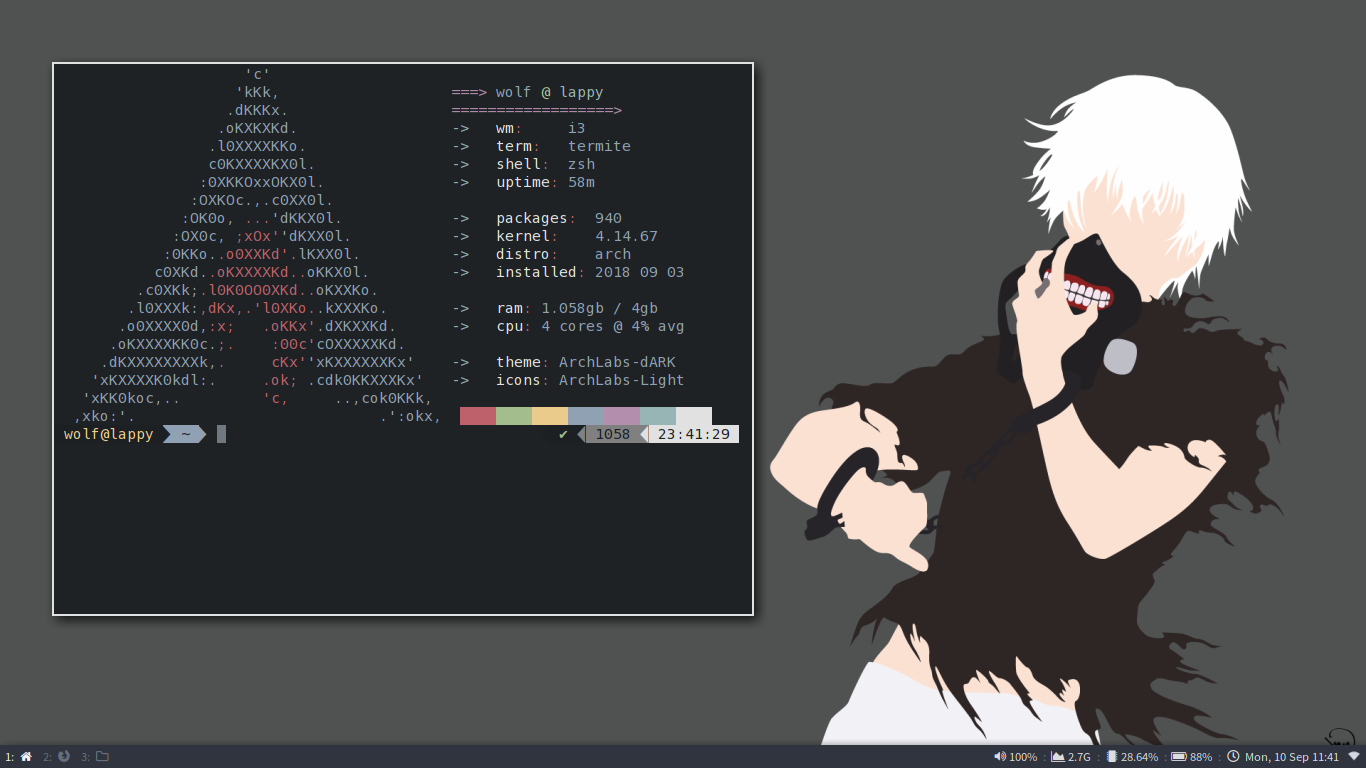 'c'
'kKk,
.dKKKx.
.oKXKXKd.
.l0XXXXKKo.
c0KXXXXKX0l.
:0XKKOxxOKX0l.
:OXKOc.,.c0XX0l.
:OK0o, ...'dKKX0l.
:OX0c, ;xOx''dKXX0l.
:0KKo..o0XXKd'.lKXX0l.
c0XKd..oKXXXXKd..oKKX0l.
.c0XKk;.l0K0OO0XKd..oKXXKo.
.l0XXXk:,dKx,.'l0XKo..kXXXKo.
.o0XXXX0d,:x;   .oKKx'.dXKXXKd.
.oKXXXXKK0c.;.    :00c'cOXXXXXKd.
.dKXXXXXXXXk,.     cKx''xKXXXXXXKx'
'xKXXXXK0kdl:.     .ok; .cdk0KKXXXKx'
'xKK0koc,..         'c,     ..,cok0KKk,
,xko:'.                           .':okx,
===> wolf @ lappy
==================>
-> wm: i3
-> term: termite
-> shell: zsh
-> uptime: 58m
-> packages: 940
-> kernel: 4.14.67
-> distro: arch
-> installed: 2018 09 03
-> ram: 1.058gb / 4gb
-> cpu: 4 cores @ 4% avg
-> theme: ArchLabs-dARK
-> icons: ArchLabs-Light
wolf@lappy ~ ✔ 1058 23:41:29
1: 2: 3: 100% : 2.7G : 28.64% : 88% : Mon, 10 Sep 11:41